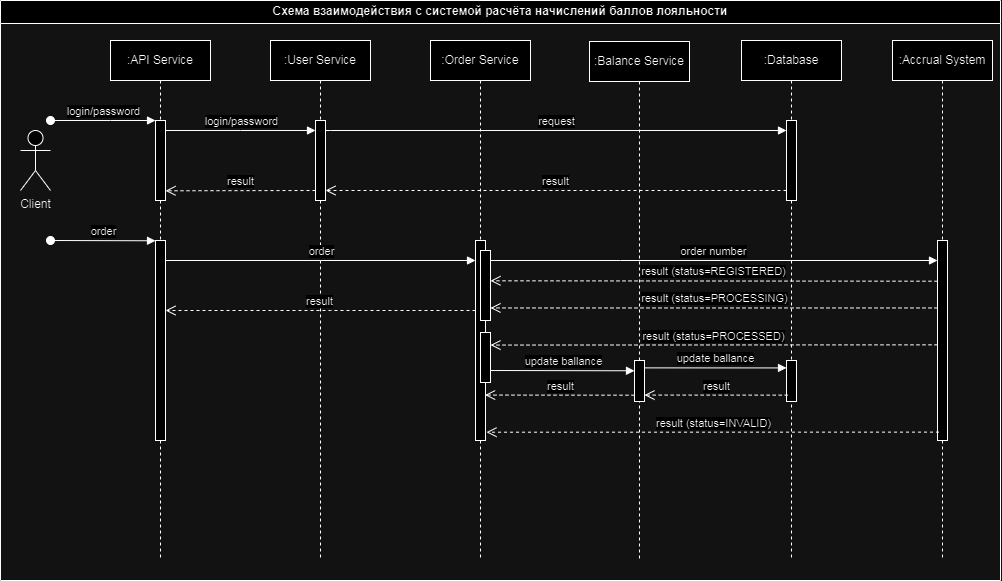 Схема взаимодействия с системой расчёта начислений баллов лояльности
:API Service
:User Service
:Order Service
:Balance Service
:Database
:Accrual System
login/password
login/password
request
result
result
Client
order
order
order number
result (status=REGISTERED)
result (status=PROCESSING)
result
result (status=PROCESSED)
update ballance
update ballance
result
result
result (status=INVALID)